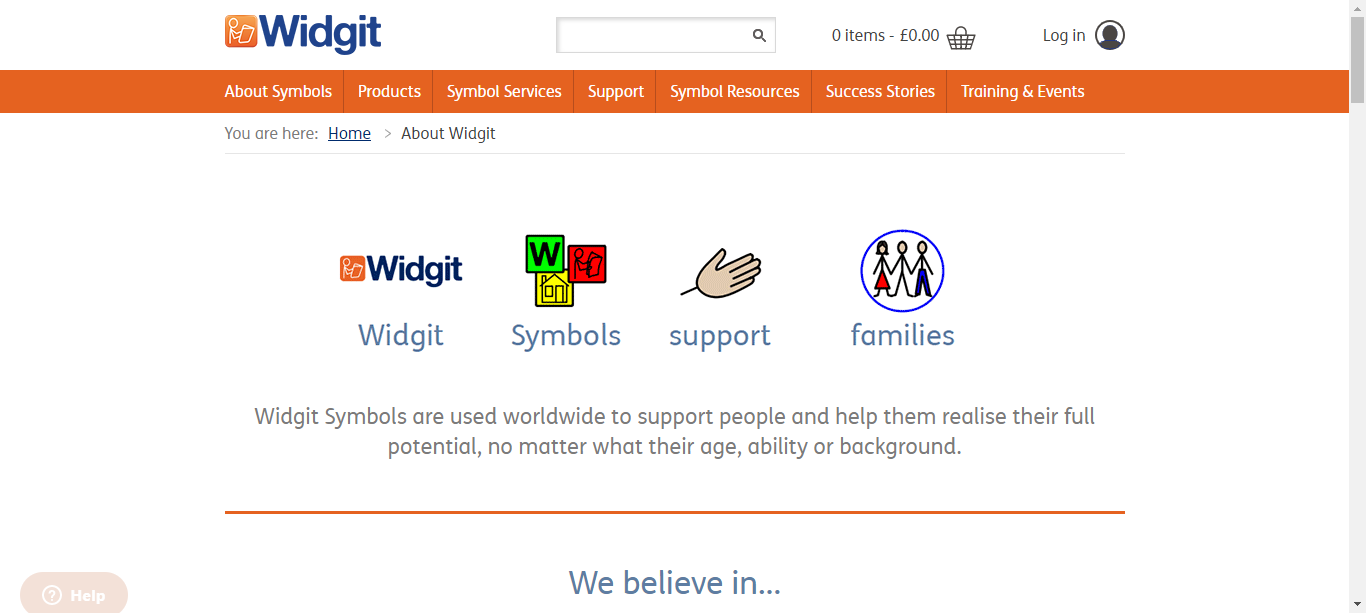 Widgit
0 items - £0.00
Log in
About Symbols Products Symbol Services Support Symbol Resources Success Stories Training & Events
You are here: Home > About Widgit
Widgit
W
Widgit Symbols support families
Widgit Symbols are used worldwide to support people and help them realise their full
potential, no matter what their age, ability or background.
We believe in...
? Help